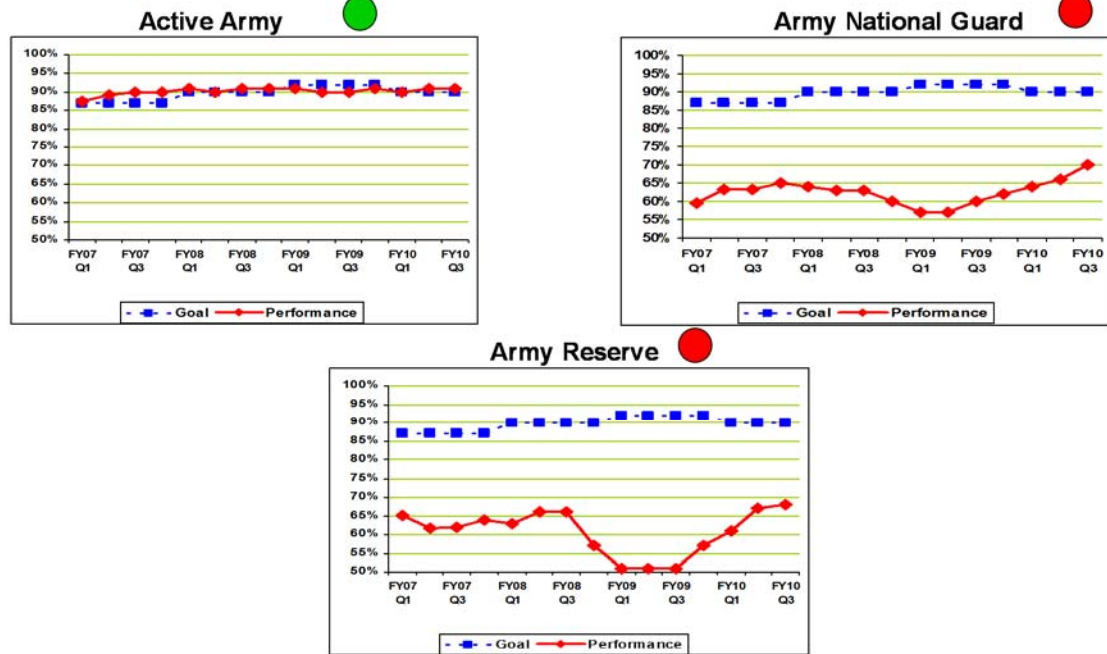 Active Army
100%
95%
90%
85%
80%
75%
70%
65%
60%
55%
50%
FY07 Q1
FY07 Q3
FY08 Q1
FY08 Q3
FY09 Q1
FY09 Q3
FY10 Q1
FY10 Q3
Goal Performance
Army National Guard
100%
95%
90%
85%
80%
75%
70%
65%
60%
55%
50%
FY07 Q1
FY07 Q3
FY08 Q1
FY08 Q3
FY09 Q1
FY09 Q3
FY10 Q1
FY10 Q3
Goal Performance
Army Reserve
100%
95%
90%
85%
80%
75%
70%
65%
60%
55%
50%
FY07 Q1
FY07 Q3
FY08 Q1
FY08 Q3
FY09 Q1
FY09 Q3
FY10 Q1
FY10 Q3
Goal Performance